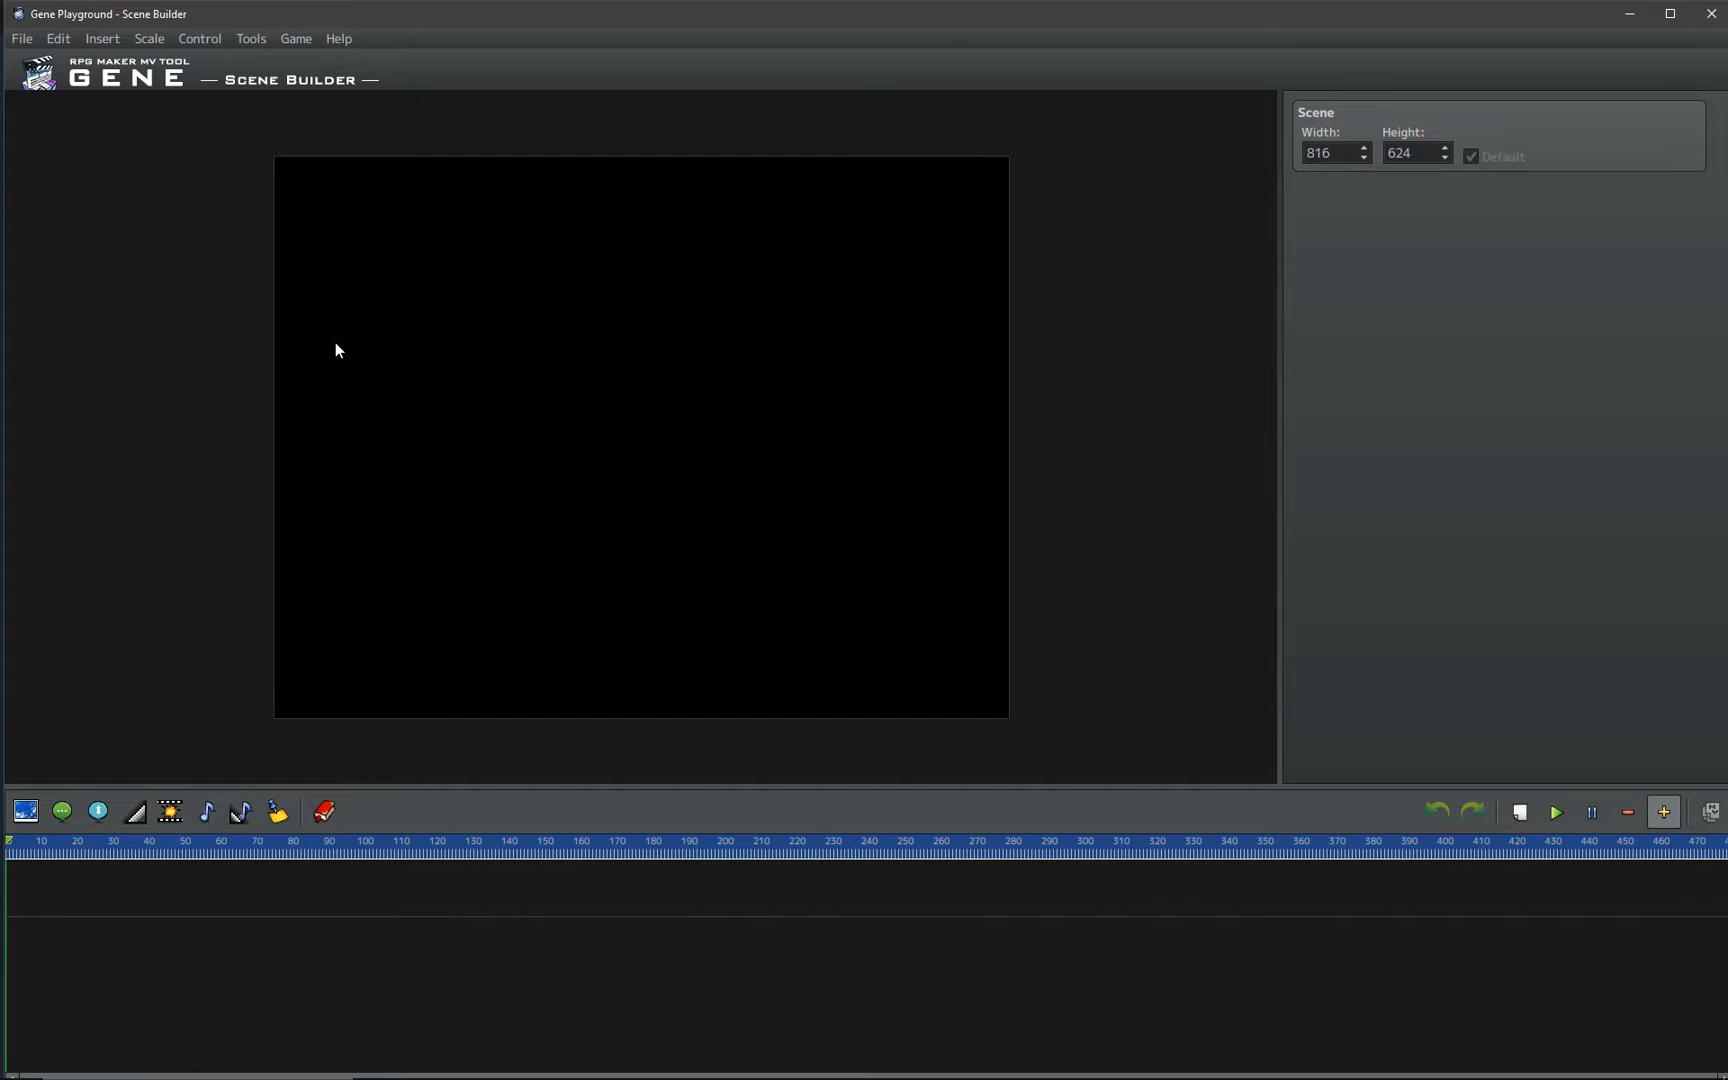 Gene Playground - Scene Builder
File Edit Insert Scale Control Tools Game Help
RPG MAKER MV TOOL
GENE — SCENE BUILDER —
Scene
Width: Height:
816 624 Default
10 20 30 40 50 60 70 80 90 100 110 120 130 140 150 160 170 180 190 200 210 220 230 240 250 260 270 280 290 300 310 320 330 340 350 360 370 380 390 400 410 420 430 440 450 460 470